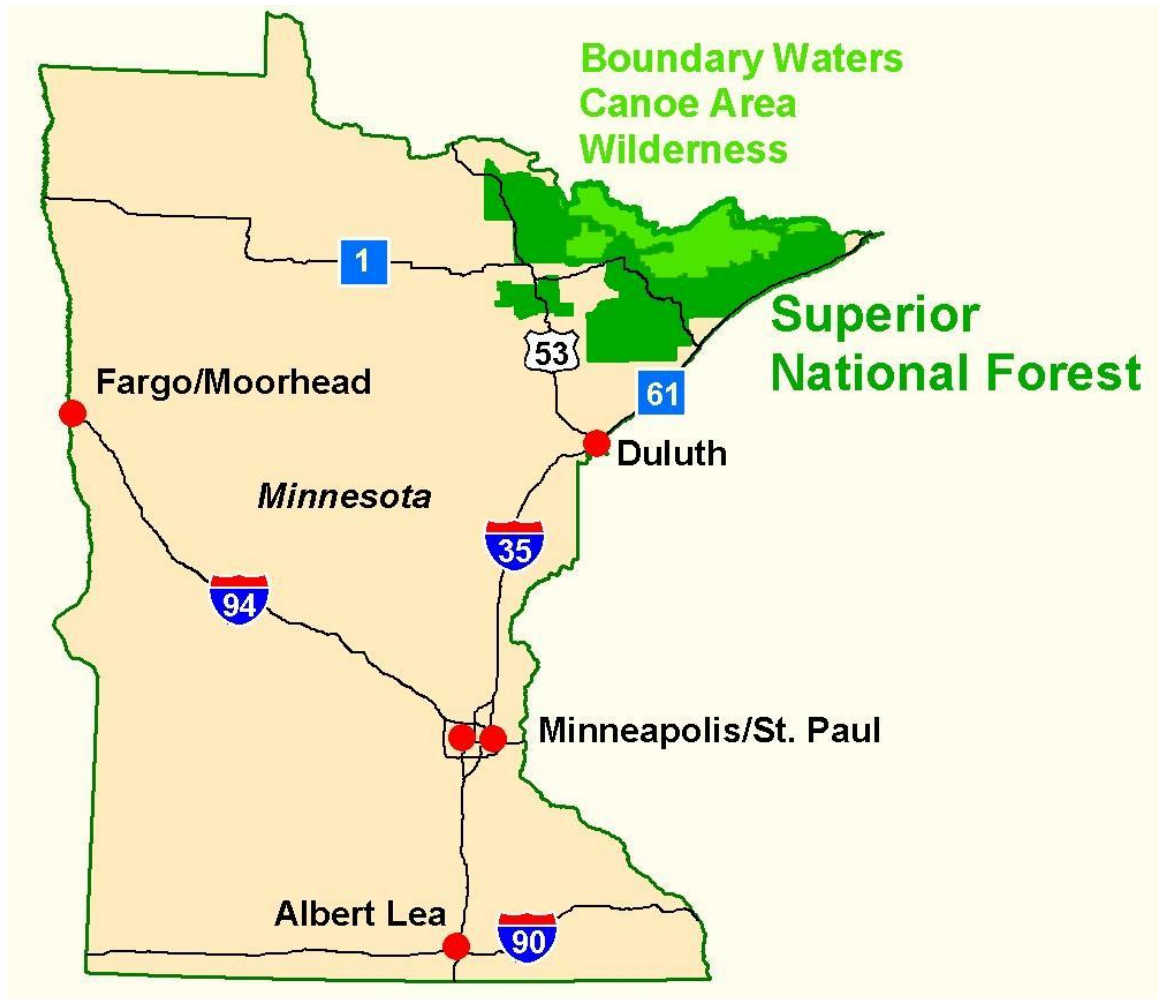 Boundary Waters
Canoe Area
Wilderness
1
Superior
National Forest
53
61
Fargo/Moorhead
Duluth
Minnesota
35
94
Minneapolis/St. Paul
Albert Lea
90